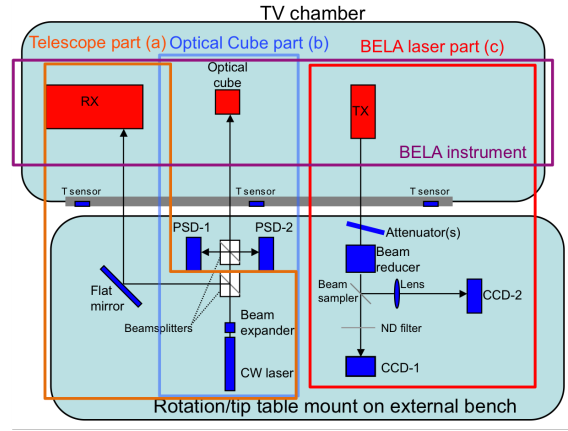 TV chamber
Telescope part (a)
Optical Cube part (b)
BELA laser part (c)
Optical
cube
RX
TX
BELA instrument
T sensor
T sensor
T sensor
PSD-1
PSD-2
Attenuator(s)
Beam
reducer
Flat
mirror
Beam
sampler
Lens
CCD-2
Beamsplitters
Beam
expander
ND filter
CW laser
CCD-1
Rotation/tip table mount on external bench